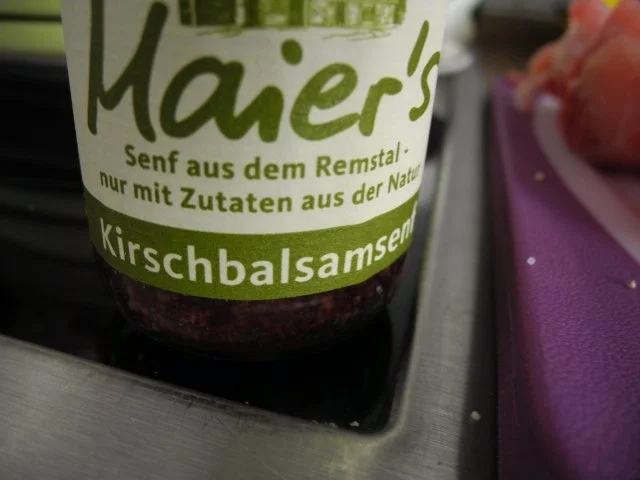 Maier's
Senf aus dem Remstal -
nur mit Zutaten aus der Natur
Kirschbalsamsenf